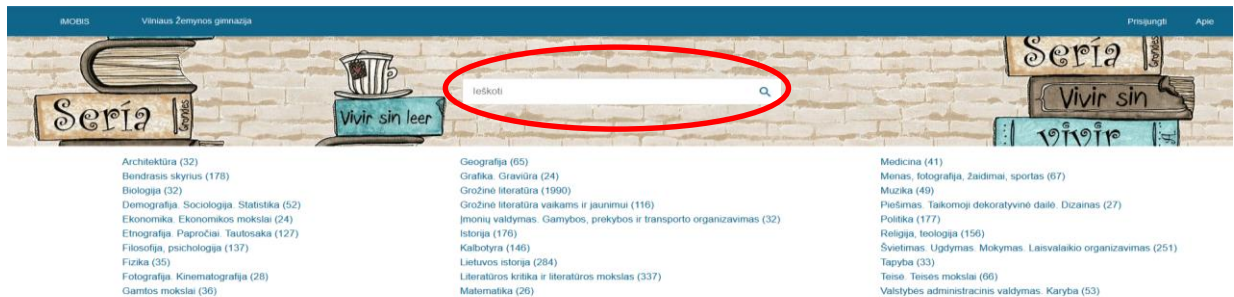 iMOBIS Vilniaus Žemynos gimnazija Prisijungti Apie
Sería Grandes
Vivir sin leer
Ieškoti
Sería Grandes
Vivir sin
vivir
Architektūra (32)
Bendrasis skyrius (178)
Biologija (32)
Demografija. Sociologija. Statistika (52)
Ekonomika. Ekonomikos mokslai (24)
Etnografija. Papročiai. Tautosaka (127)
Filosofija, psichologija (137)
Fizika (35)
Fotografija. Kinematografija (28)
Gamtos mokslai (36)
Geografija (65)
Grafika. Graviūra (24)
Grožinė literatūra (1990)
Grožinė literatūra vaikams ir jaunimui (116)
Įmonių valdymas. Gamybos, prekybos ir transporto organizavimas (32)
Istorija (176)
Kalbotyra (146)
Lietuvos istorija (284)
Literatūros kritika ir literatūros mokslas (337)
Matematika (26)
Medicina (41)
Menas, fotografija, žaidimai, sportas (67)
Muzika (49)
Piešimas. Taikomoji dekoratyvinė dailė. Dizainas (27)
Politika (177)
Religija, teologija (156)
Švietimas. Ugdymas. Mokymas. Laisvalaikio organizavimas (251)
Tapyba (33)
Teisė. Teisės mokslai (66)
Valstybės administracinis valdymas. Karyba (53)